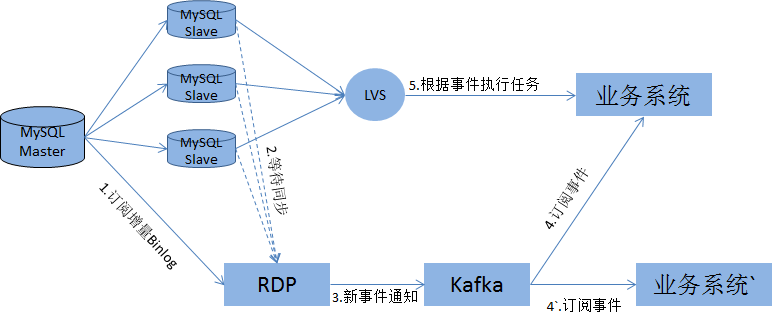 MySQL
Slave
MySQL
Slave
MySQL
Slave
MySQL
Master
LVS
5.根据事件执行任务
业务系统
2.等待同步
1.订阅增量Binlog
4.订阅事件
RDP
3.新事件通知
Kafka
4`.订阅事件
业务系统`